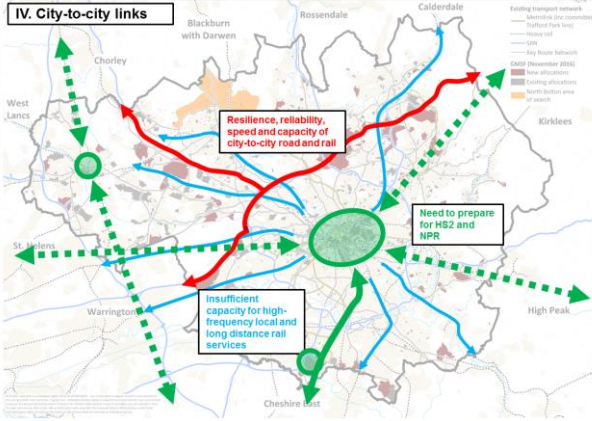 IV. City-to-city links
Blackburn
with Darwen
Rossendale
Calderdale
Existing transport network
Metrolink (inc committed
Trafford Park line)
Heavy rail
SRN
Key Route Network
GMSF (November 2016)
New allocations
Existing allocations
North Bolton area
of search
Chorley
West
Lancs
Kirklees
Resilience, reliability,
speed and capacity of
city-to-city road and rail
Need to prepare
for HS2 and
NPR
St. Helens
Insufficient
capacity for high-
frequency local and
long distance rail
services
Warrington
High Peak
Cheshire East